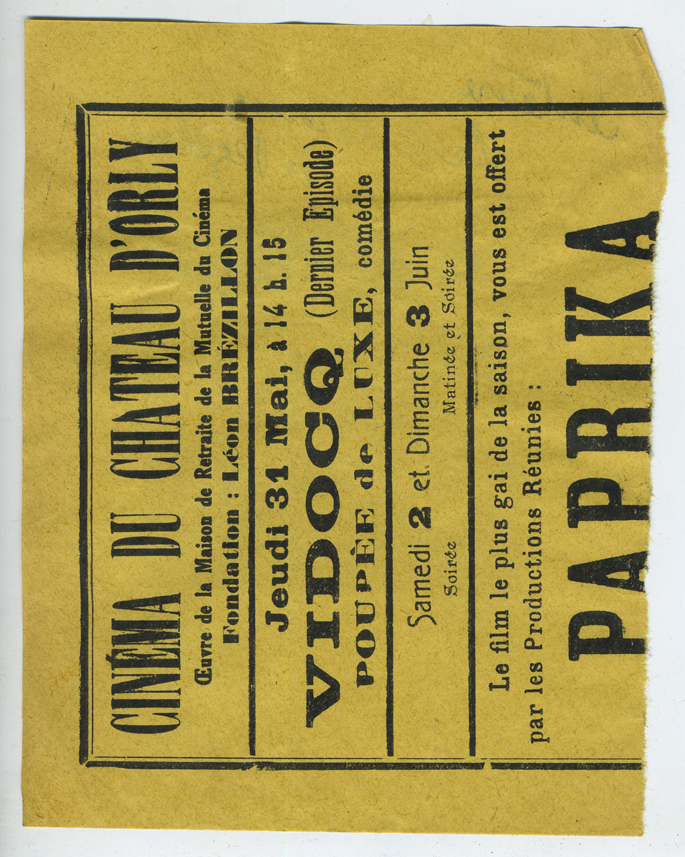 CINÉMA DU CHATEAU D'ORLY
Œuvre de la Maison de Retraite de la Mutuelle du Cinéma
Fondation : Léon BRÉZILLON
Jeudi 31 Mai, à 14 h. 15
VIDOCQ (Dernier Episode)
POUPÈE de LUXE, comédie
Samedi 2 et Dimanche 3 Juin
Soirée Matinée et Soirée
Le film le plus gai de la saison, vous est offert
par les Productions Réunies :
PAPRIKA